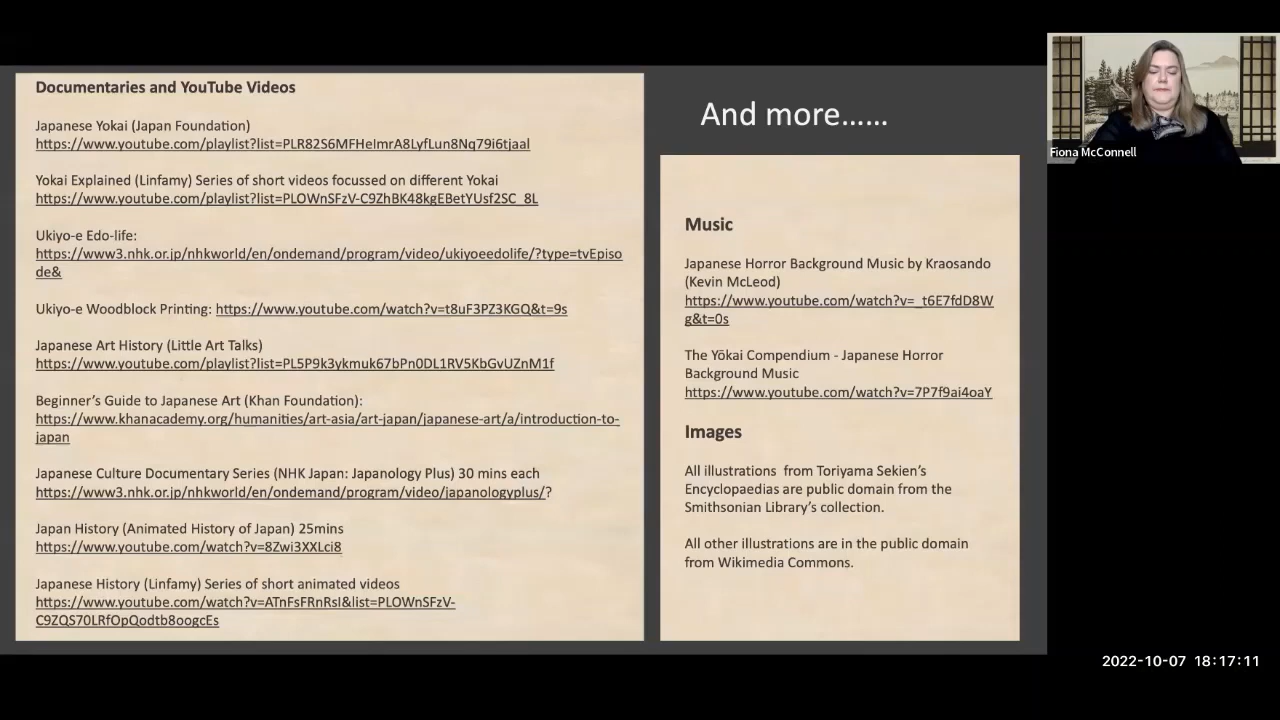 Documentaries and YouTube Videos
Japanese Yokai (Japan Foundation)
https://www.youtube.com/playlist?list=PLR82S6MFHeImrA8LyfLun8Nq79i6tjaal
Yokai Explained (Linfamy) Series of short videos focussed on different Yokai
https://www.youtube.com/playlist?list=PLOWnSFzV-C9ZhBK48kgEBetYUsf2SC_8L
Ukiyo-e Edo-life:
https://www3.nhk.or.jp/nhkworld/en/ondemand/program/video/ukiyoeedolife/?type=tvEpiso
de&
Ukiyo-e Woodblock Printing: https://www.youtube.com/watch?v=t8uF3PZ3KGQ&t=9s
Japanese Art History (Little Art Talks)
https://www.youtube.com/playlist?list=PL5P9k3ykmuk67bPn0DL1RV5KbGvUZnM1f
Beginner’s Guide to Japanese Art (Khan Foundation):
https://www.khanacademy.org/humanities/art-asia/art-japan/japanese-art/a/introduction-to-
japan
Japanese Culture Documentary Series (NHK Japan: Japanology Plus) 30 mins each
https://www3.nhk.or.jp/nhkworld/en/ondemand/program/video/japanologyplus/?
Japan History (Animated History of Japan) 25mins
https://www.youtube.com/watch?v=8Zwi3XXLci8
Japanese History (Linfamy) Series of short animated videos
https://www.youtube.com/watch?v=ATnFsFRnRsI&list=PLOWnSFzV-
C9ZQS70LRfOpQodtb8oogcEs
And more……
Music
Japanese Horror Background Music by Kraosando
(Kevin McLeod)
https://www.youtube.com/watch?v=_t6E7fdD8W
g&t=0s
The Yōkai Compendium - Japanese Horror
Background Music
https://www.youtube.com/watch?v=7P7f9ai4oaY
Images
All illustrations from Toriyama Sekien’s
Encyclopaedias are public domain from the
Smithsonian Library’s collection.
All other illustrations are in the public domain
from Wikimedia Commons.
Fiona McConnell
2022-10-07 18:17:11